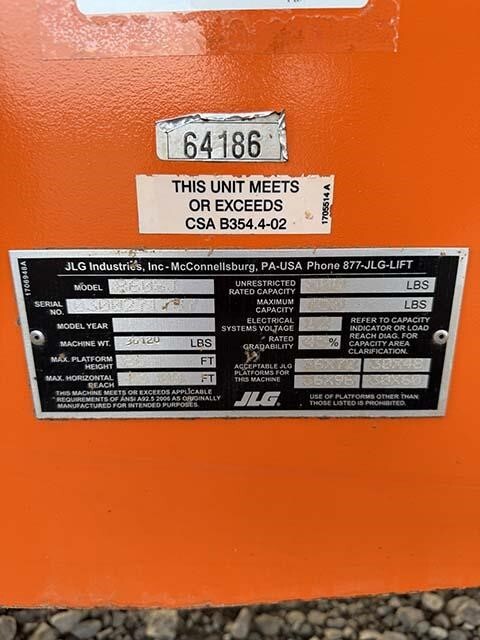 64186
THIS UNIT MEETS
OR EXCEEDS
CSA B354.4-02
1705514 A
1706948A
JLG Industries, Inc - McConnellsburg, PA-USA Phone 877-JLG-LIFT
MODEL
SERIAL NO.
MODEL YEAR
MACHINE WT. 36120 LBS
MAX. PLATFORM HEIGHT FT
MAX. HORIZONTAL REACH FT
THIS MACHINE MEETS OR EXCEEDS APPLICABLE
REQUIREMENTS OF ANSI A92.5 2006 AS ORIGINALLY
MANUFACTURED FOR INTENDED PURPOSES.
UNRESTRICTED RATED CAPACITY LBS
MAXIMUM CAPACITY LBS
ELECTRICAL SYSTEMS VOLTAGE
RATED GRADABILITY %
REFER TO CAPACITY
INDICATOR OR LOAD
REACH DIAG. FOR
CAPACITY AREA
CLARIFICATION.
ACCEPTABLE JLG
PLATFORMS FOR
THIS MACHINE
36X72 30X48
36X96 30X60
JLG
USE OF PLATFORMS OTHER THAN
THOSE LISTED IS PROHIBITED.